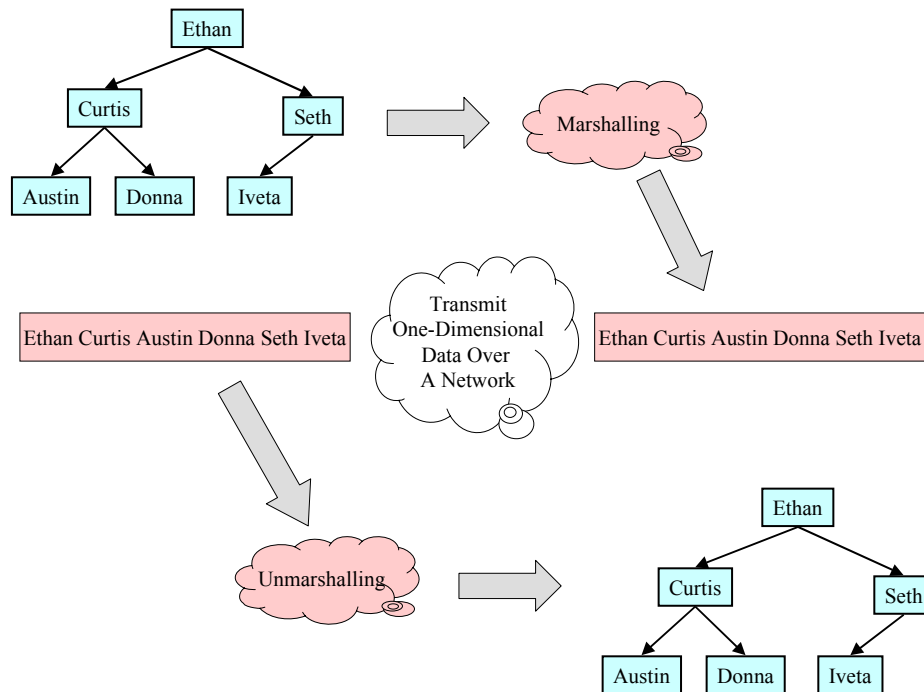 Ethan
Curtis
Seth
Marshalling
Austin
Donna
Iveta
Transmit
One-Dimensional
Data Over
A Network
Ethan Curtis Austin Donna Seth Iveta
Ethan Curtis Austin Donna Seth Iveta
Ethan
Unmarshalling
Curtis
Seth
Austin
Donna
Iveta